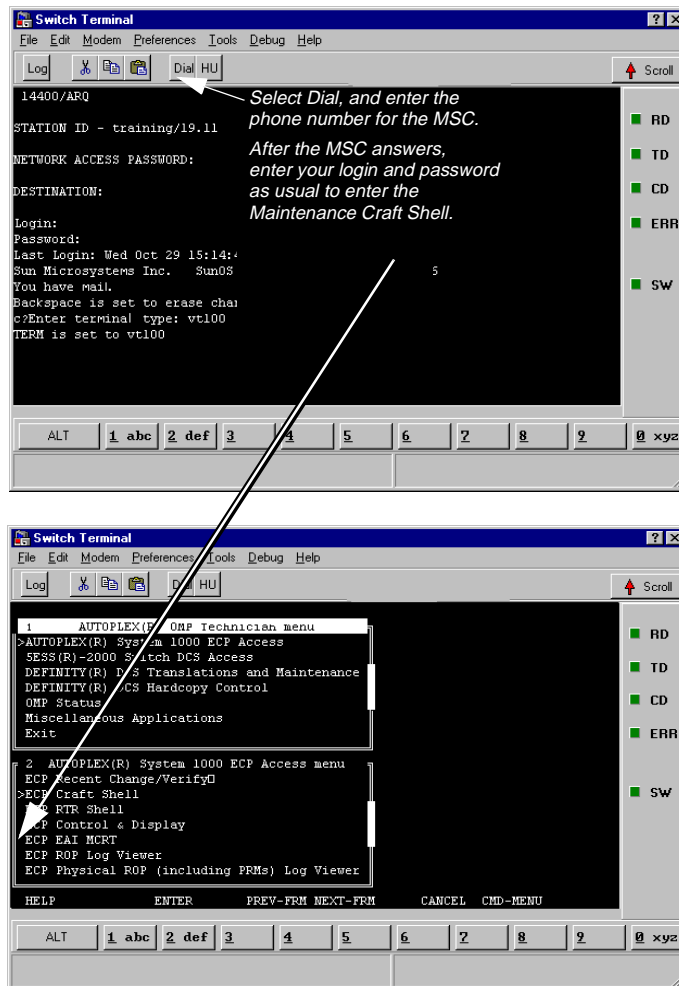 Switch Terminal
File Edit Modem Preferences Tools Debug Help
Log Dial HU Scroll
14400/ARQ
Select Dial, and enter the
phone number for the MSC.
After the MSC answers,
enter your login and password
as usual to enter the
Maintenance Craft Shell.
STATION ID - training/19.11
NETWORK ACCESS PASSWORD:
DESTINATION:
Login:
Password:
Last Login: Wed Oct 29 15:14:
Sun Microsystems Inc. SunOS 5
You have mail.
Backspace is set to erase
c?Enter terminal type: vt100
TERM is set to vt100
RD
TD
CD
ERR
SW
ALT 1 abc 2 def 3 4 5 6 7 8 9 0 xyz
Switch Terminal
File Edit Modem Preferences Tools Debug Help
Log Dial HU Scroll
1 AUTOPLEX(R) OMP Technician menu
>AUTOPLEX(R) System 1000 ECP Access
5ESS(R)-2000 Switch DCS Access
DEFINITY(R) DCS Translations and Maintenance
DEFINITY(R) DCS Hardcopy Control
OMP Status
Miscellaneous Applications
Exit
2 AUTOPLEX(R) System 1000 ECP Access menu
ECP Recent Change/Verify
>ECP Craft Shell
ECP RTR Shell
ECP Control & Display
ECP EAI MCRT
ECP ROP Log Viewer
ECP Physical ROP (including PRMs) Log Viewer
HELP ENTER PREV-FRM NEXT-FRM CANCEL CMD-MENU
RD
TD
CD
ERR
SW
ALT 1 abc 2 def 3 4 5 6 7 8 9 0 xyz